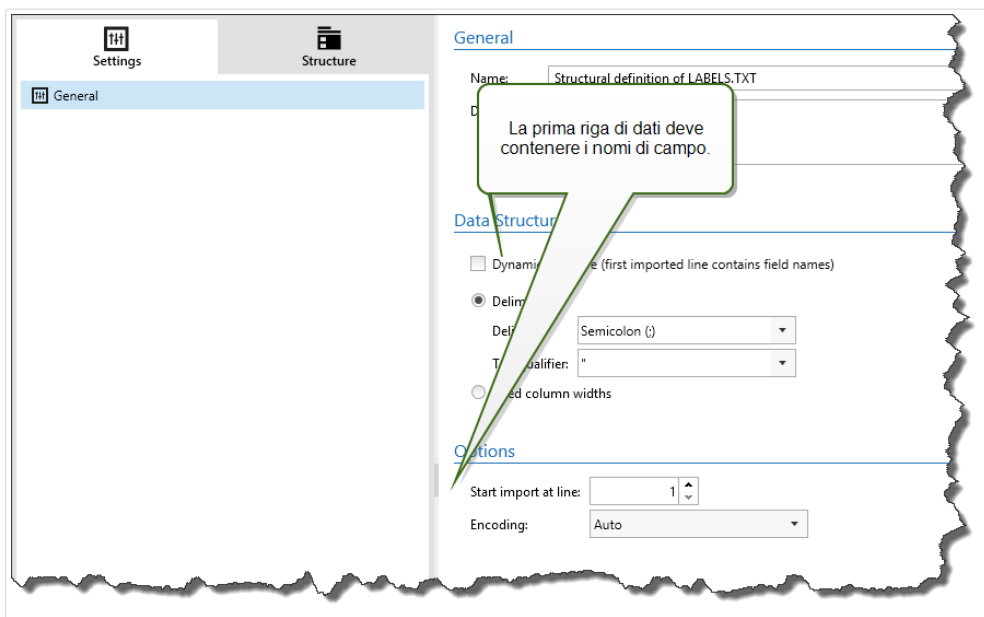 Settings
Structure
General
General
Name: Structural definition of LABELS.TXT
La prima riga di dati deve
contenere i nomi di campo.
Data Structur
(first imported line contains field names)
Semicolon (;)
"
column widths
Options
Start import at line: 1
Encoding: Auto